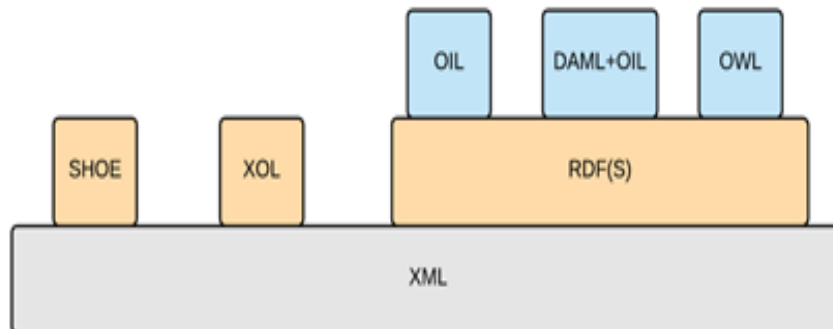 OIL
DAML+OIL
OWL
SHOE
XOL
RDF(S)
XML